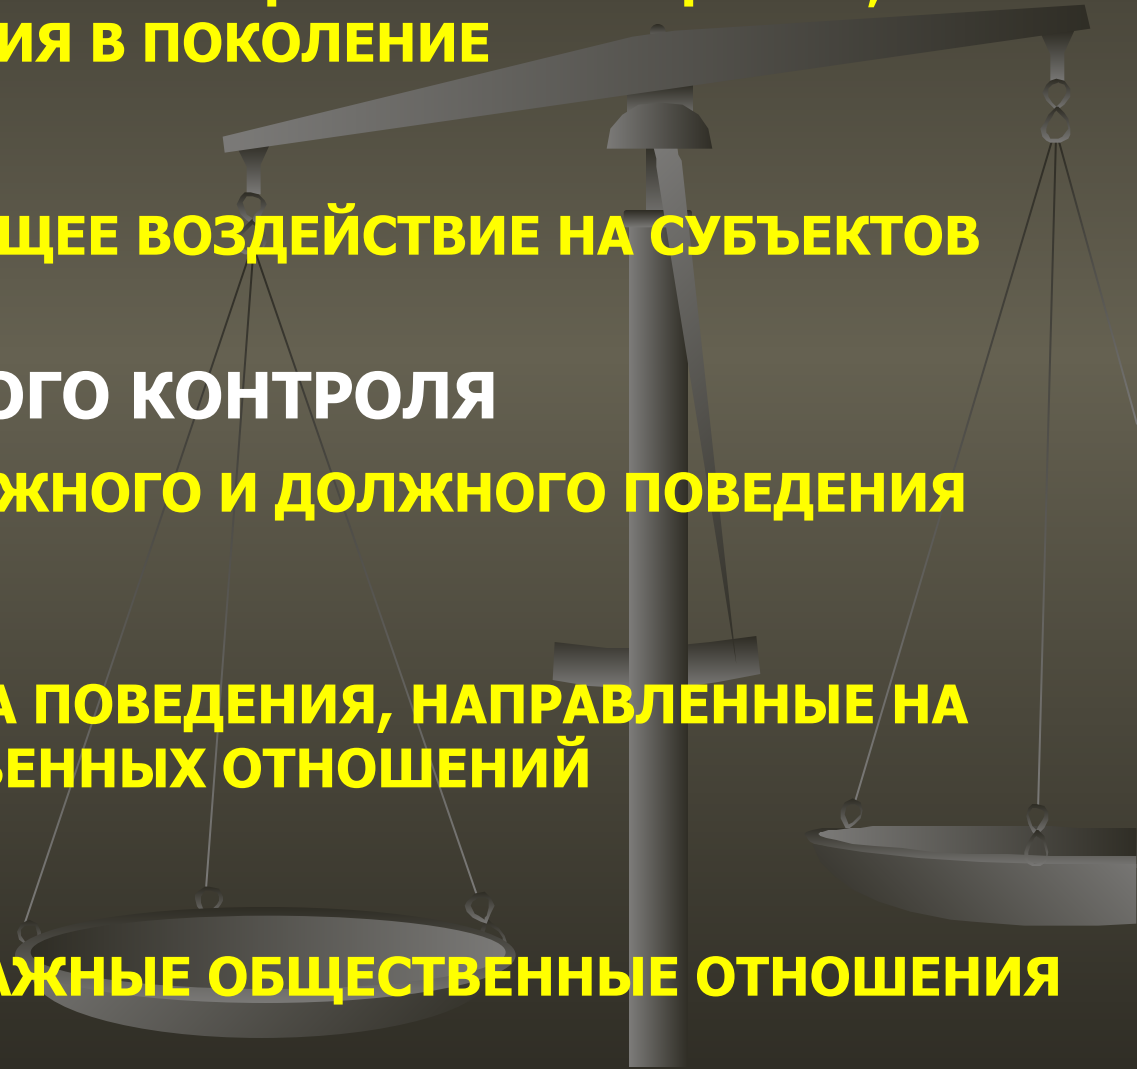 ИЯ В ПОКОЛЕНИЕ
ЩЕЕ ВОЗДЕЙСТВИЕ НА СУБЪЕКТОВ
ОГО КОНТРОЛЯ
ЖНОГО И ДОЛЖНОГО ПОВЕДЕНИЯ
А ПОВЕДЕНИЯ, НАПРАВЛЕННЫЕ НА
ВЕННЫХ ОТНОШЕНИЙ
АЖНЫЕ ОБЩЕСТВЕННЫЕ ОТНОШЕНИЯ